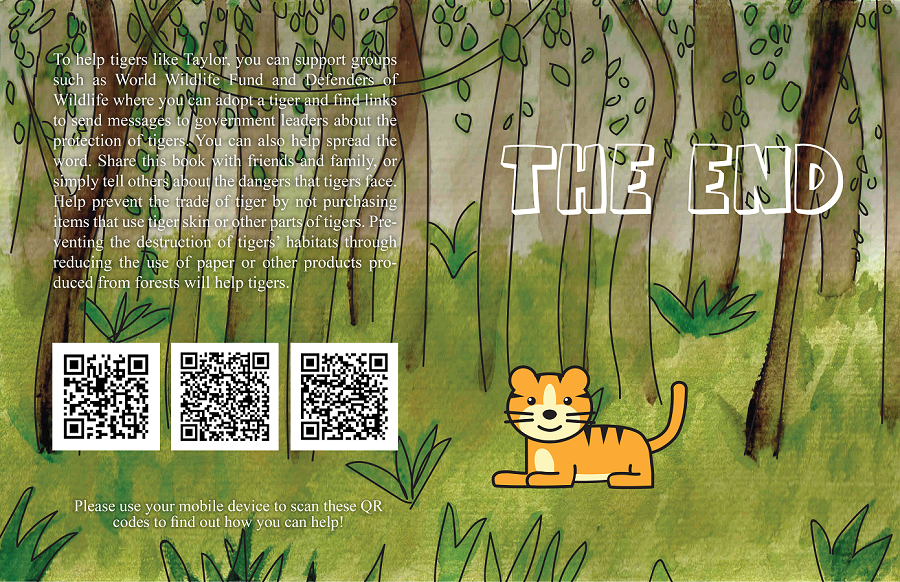 To help tigers like Taylor, you can support groups
such as World Wildlife Fund and Defenders of
Wildlife where you can adopt a tiger and find links
to send messages to government leaders about the
protection of tigers. You can also help spread the
word. Share this book with friends and family, or
simply tell others about the dangers that tigers face.
Help prevent the trade of tiger by not purchasing
items that use tiger skin or other parts of tigers. Pre-
venting the destruction of tigers' habitats through
reducing the use of paper or other products pro-
duced from forests will help tigers.
Please use your mobile device to scan these QR
codes to find out how you can help!
THE END